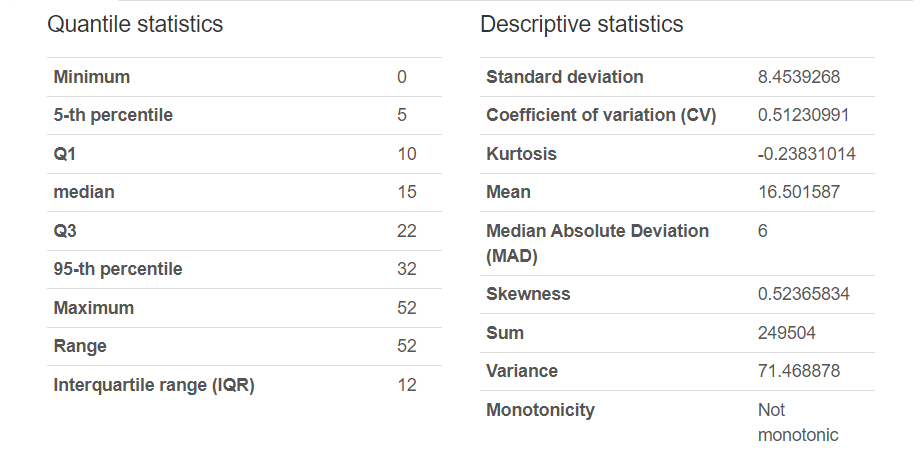 Quantile statistics
Minimum 0
5-th percentile 5
Q1 10
median 15
Q3 22
95-th percentile 32
Maximum 52
Range 52
Interquartile range (IQR) 12
Descriptive statistics
Standard deviation 8.4539268
Coefficient of variation (CV) 0.51230991
Kurtosis -0.23831014
Mean 16.501587
Median Absolute Deviation 6
(MAD)
Skewness 0.52365834
Sum 249504
Variance 71.468878
Monotonicity Not
monotonic